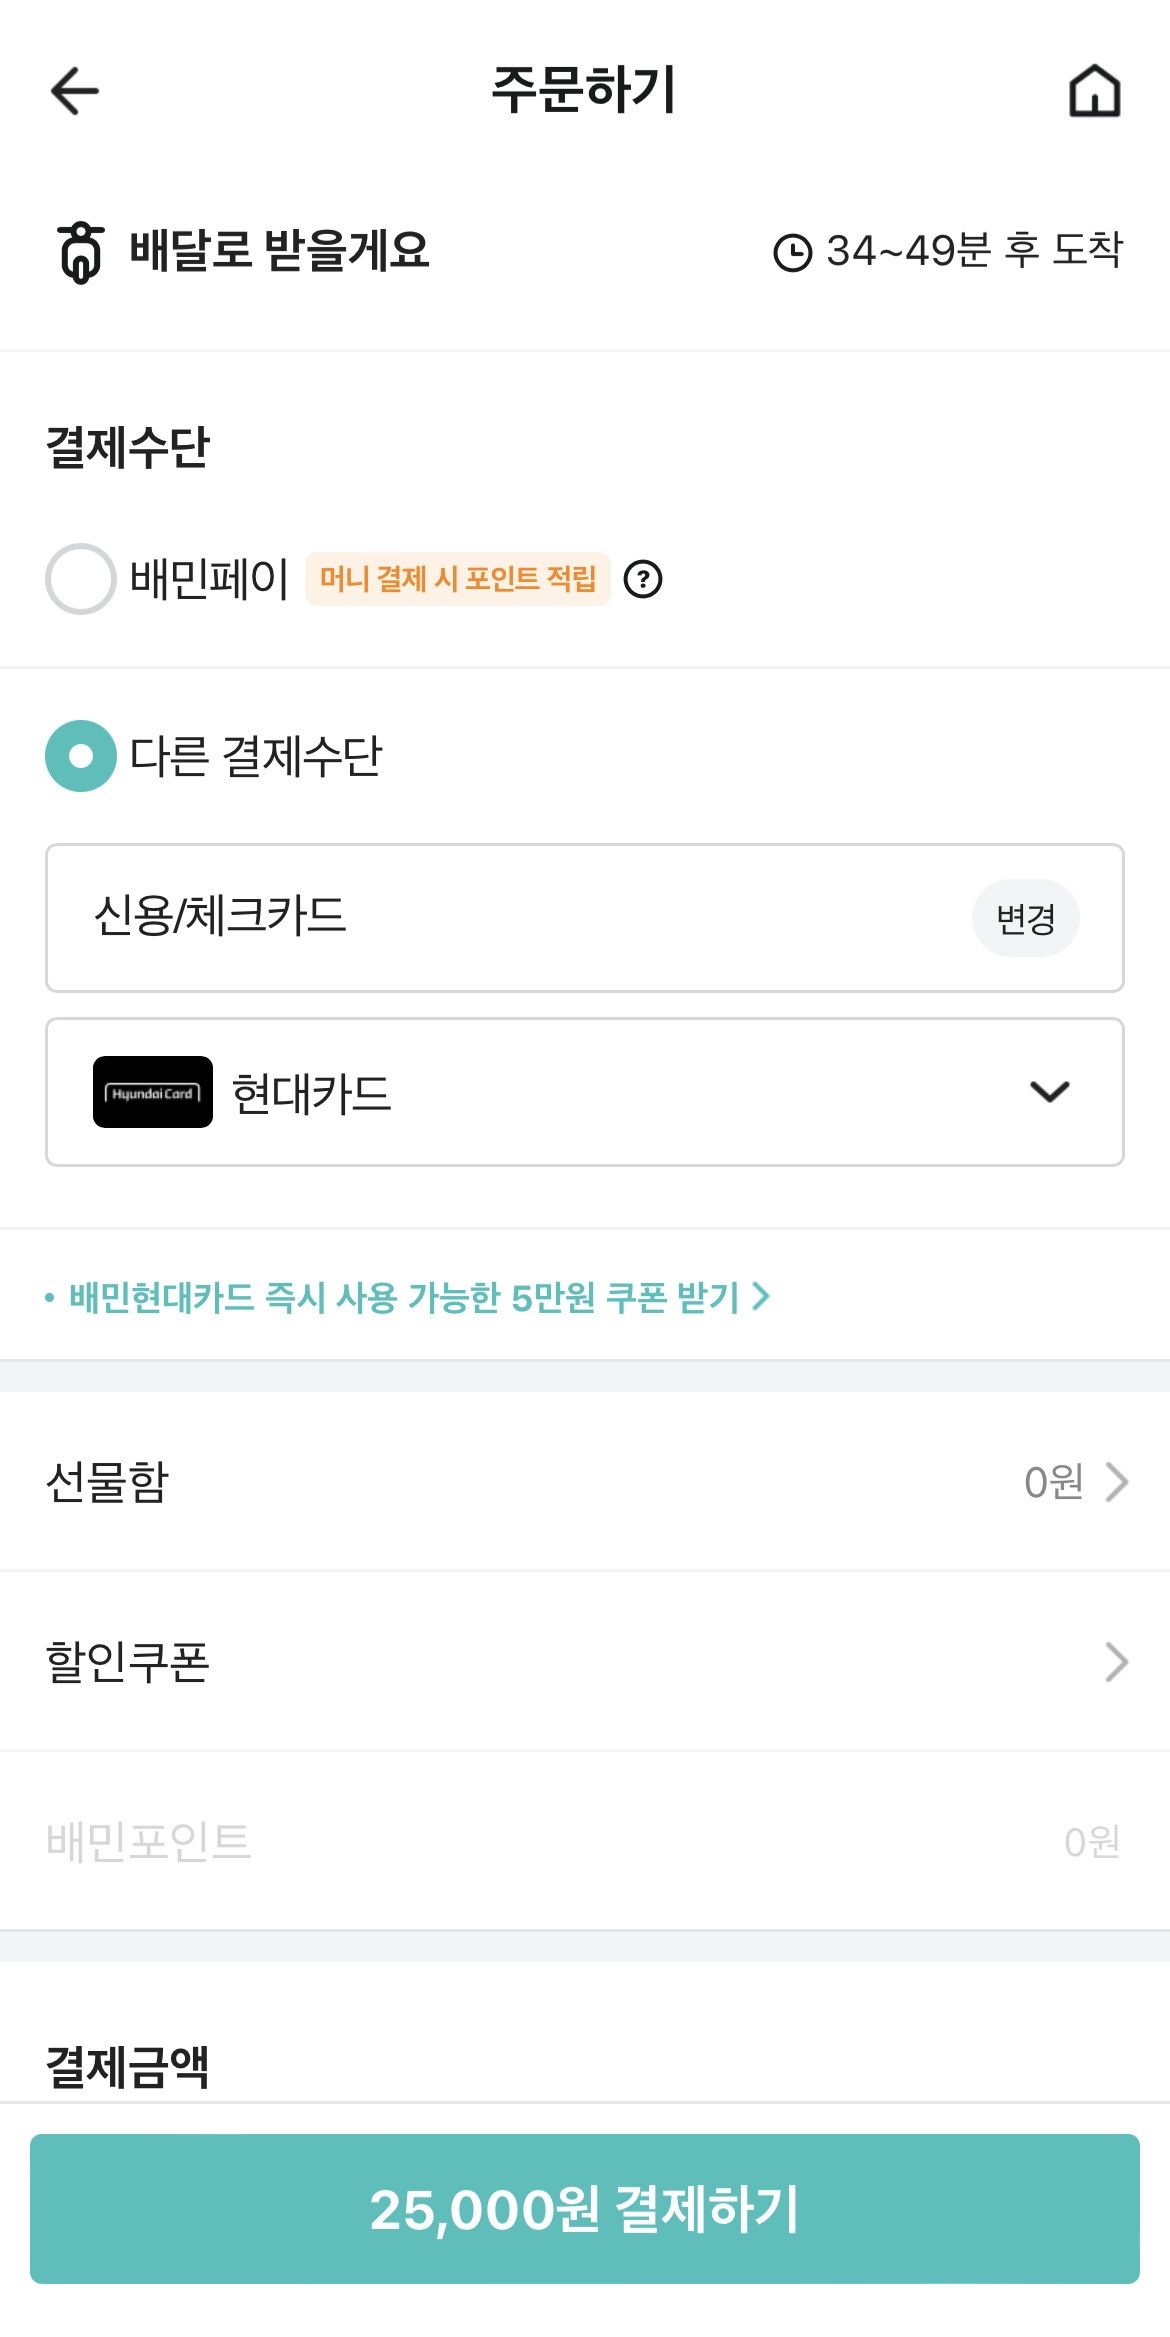 주문하기
배달로 받을게요
34~49분 후 도착
결제수단
배민페이 머니 결제 시 포인트 적립 ?
다른 결제수단
신용/체크카드 변경
Hyundai Card 현대카드
• 배민현대카드 즉시 사용 가능한 5만원 쿠폰 받기
선물함 0원
할인쿠폰
배민포인트 0원
결제금액
25,000원 결제하기